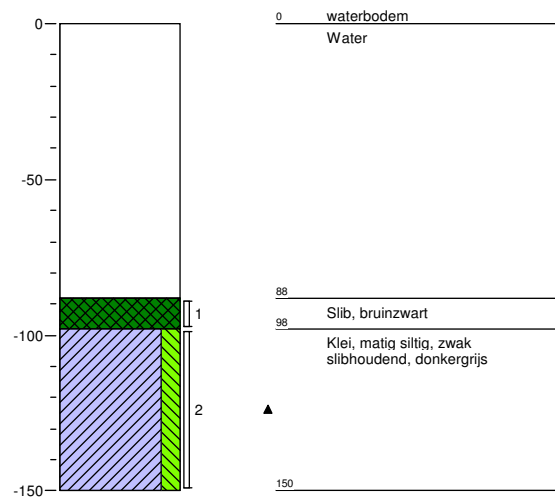 0
0 waterbodem
Water
-50
88
1
Slib, bruinzwart
98
-100
Klei, matig siltig, zwak
slibhoudend, donkergrijs
2
150
-150